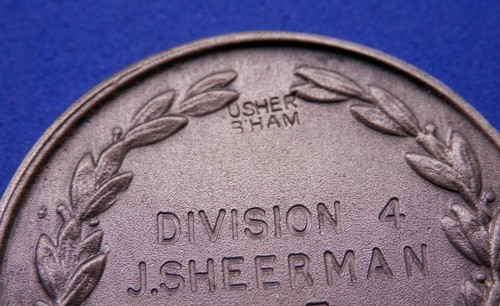 USHER
B'HAM
DIVISION 4
J.SHEERMAN